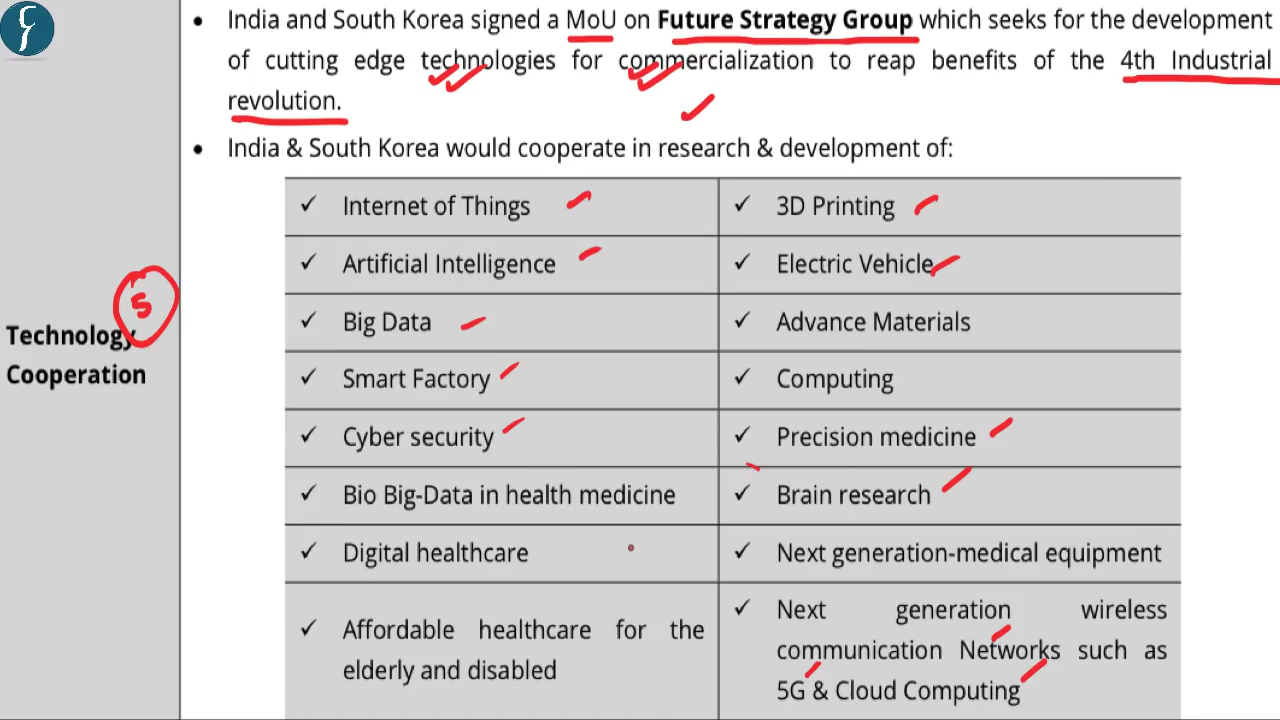 India and South Korea signed a MoU on Future Strategy Group which seeks for the development
of cutting edge technologies for commercialization to reap benefits of the 4th Industrial
revolution.
India & South Korea would cooperate in research & development of:
✓ Internet of Things ✓ 3D Printing
✓ Artificial Intelligence ✓ Electric Vehicle
✓ Big Data ✓ Advance Materials
5
Technology
Cooperation
✓ Smart Factory ✓ Computing
✓ Cyber security ✓ Precision medicine
✓ Bio Big-Data in health medicine ✓ Brain research
✓ Digital healthcare ✓ Next generation-medical equipment
✓ Affordable healthcare for the
elderly and disabled
✓ Next generation wireless
communication Networks such as
5G & Cloud Computing